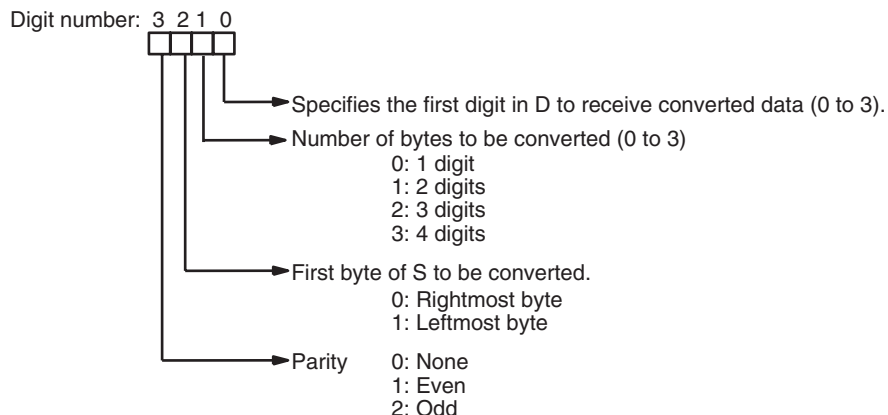 Digit number: 3 2 1 0
Specifies the first digit in D to receive converted data (0 to 3).
Number of bytes to be converted (0 to 3)
0: 1 digit
1: 2 digits
2: 3 digits
3: 4 digits
First byte of S to be converted.
0: Rightmost byte
1: Leftmost byte
Parity 0: None
1: Even
2: Odd